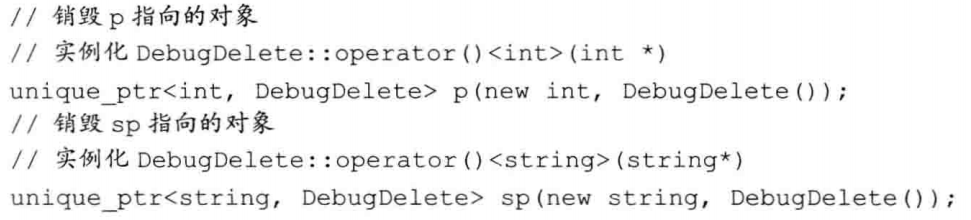 // 销毁 p 指向的对象
// 实例化 DebugDelete::operator()<int>(int *)
unique_ptr<int, DebugDelete> p(new int, DebugDelete());
// 销毁 sp 指向的对象
// 实例化 DebugDelete::operator()<string>(string*)
unique_ptr<string, DebugDelete> sp(new string, DebugDelete());